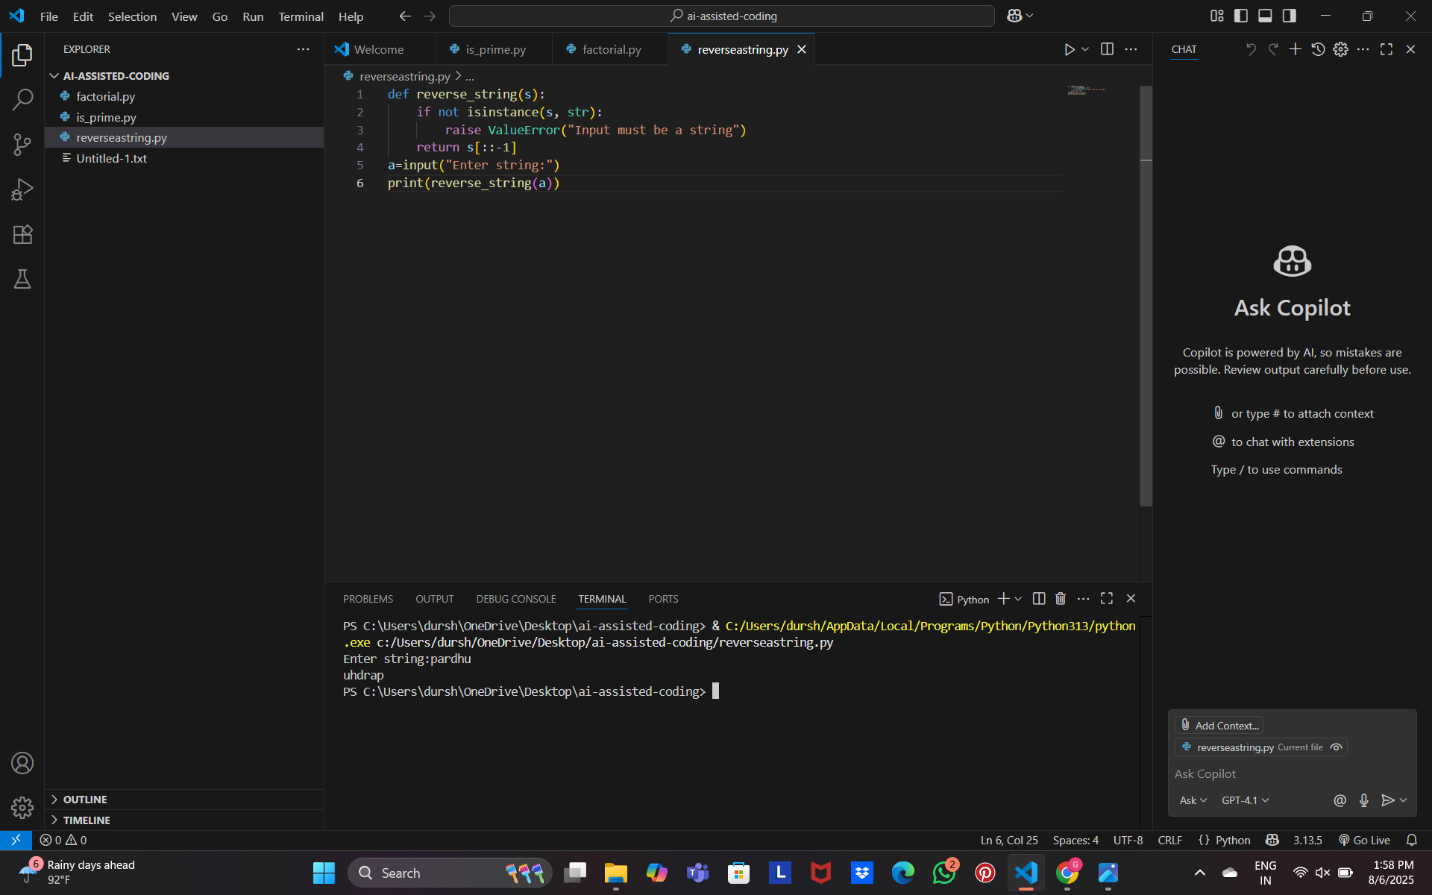 File Edit Selection View Go Run Terminal Help
ai-assisted-coding
EXPLORER
AI-ASSISTED-CODING
factorial.py
is_prime.py
reverseastring.py
Untitled-1.txt
OUTLINE
TIMELINE
Welcome is_prime.py factorial.py reverseastring.py
reverseastring.py > ...
1 def reverse_string(s):
2 if not isinstance(s, str):
3 raise ValueError("Input must be a string")
4 return s[::-1]
5 a=input("Enter string:")
6 print(reverse_string(a))
PROBLEMS OUTPUT DEBUG CONSOLE TERMINAL PORTS
Python
PS C:\Users\dursh\OneDrive\Desktop\ai-assisted-coding> & C:/Users/dursh/AppData/Local/Programs/Python/Python313/python
.exe c:/Users/dursh/OneDrive/Desktop/ai-assisted-coding/reverseastring.py
Enter string:pardhu
uhdrap
PS C:\Users\dursh\OneDrive\Desktop\ai-assisted-coding>
CHAT
Ask Copilot
Copilot is powered by AI, so mistakes are
possible. Review output carefully before use.
or type # to attach context
@ to chat with extensions
Type / to use commands
Add Context...
reverseastring.py Current file
Ask Copilot
Ask GPT-4.1
0 0
Ln 6, Col 25 Spaces: 4 UTF-8 CRLF {} Python 3.13.5 Go Live
6
Rainy days ahead
92°F
Search
L
2
G
ENG
IN
1:58 PM
8/6/2025